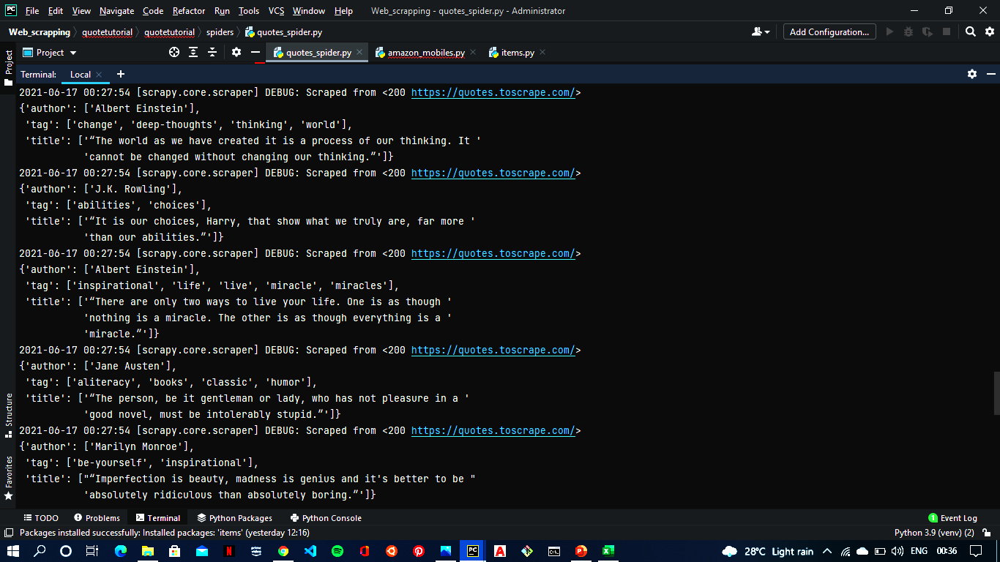 PC File Edit View Navigate Code Refactor Run Tools VCS Window Help Web_scrapping - quotes_spider.py - Administrator
Web_scrapping quotetutorial quotetutorial spiders quotes_spider.py Add Configuration...
Project Project quotes_spider.py amazon_mobiles.py items.py
Terminal: Local +
2021-06-17 00:27:54 [scrapy.core.scraper] DEBUG: Scraped from <200 https://quotes.toscrape.com/>
{'author': ['Albert Einstein'],
'tag': ['change', 'deep-thoughts', 'thinking', 'world'],
'title': ['“The world as we have created it is a process of our thinking. It '
'cannot be changed without changing our thinking.”']}
2021-06-17 00:27:54 [scrapy.core.scraper] DEBUG: Scraped from <200 https://quotes.toscrape.com/>
{'author': ['J.K. Rowling'],
'tag': ['abilities', 'choices'],
'title': ['“It is our choices, Harry, that show what we truly are, far more '
'than our abilities.”']}
2021-06-17 00:27:54 [scrapy.core.scraper] DEBUG: Scraped from <200 https://quotes.toscrape.com/>
{'author': ['Albert Einstein'],
'tag': ['inspirational', 'life', 'live', 'miracle', 'miracles'],
'title': ['“There are only two ways to live your life. One is as though '
'nothing is a miracle. The other is as though everything is a '
'miracle.”']}
2021-06-17 00:27:54 [scrapy.core.scraper] DEBUG: Scraped from <200 https://quotes.toscrape.com/>
{'author': ['Jane Austen'],
'tag': ['aliteracy', 'books', 'classic', 'humor'],
'title': ['“The person, be it gentleman or lady, who has not pleasure in a '
'good novel, must be intolerably stupid.”']}
2021-06-17 00:27:54 [scrapy.core.scraper] DEBUG: Scraped from <200 https://quotes.toscrape.com/>
{'author': ['Marilyn Monroe'],
'tag': ['be-yourself', 'inspirational'],
'title': ["“Imperfection is beauty, madness is genius and it's better to be "
'absolutely ridiculous than absolutely boring.”']}
Structure
Favorites
TODO Problems Terminal Python Packages Python Console 1 Event Log
Packages installed successfully: Installed packages: 'items' (yesterday 12:16) Python 3.9 (venv) (2)
28°C Light rain ENG 00:36